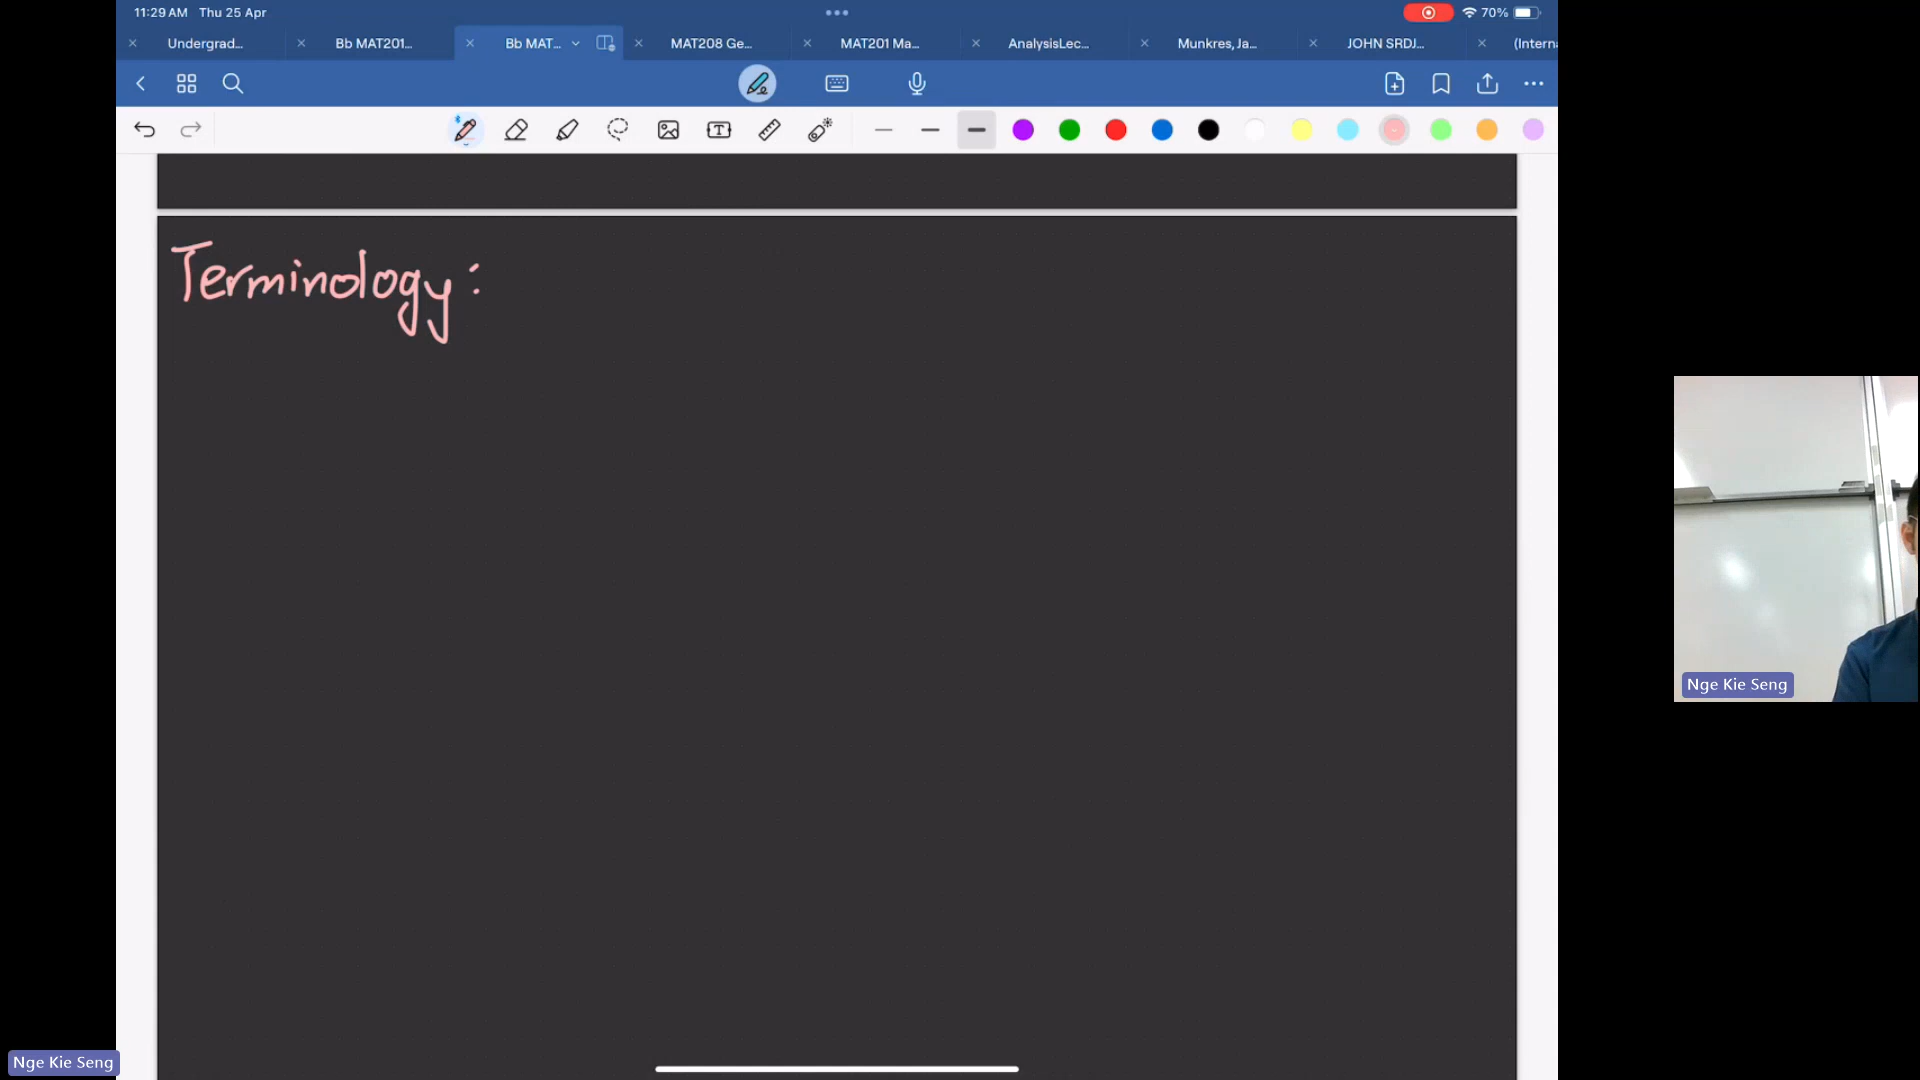 11:29 AM Thu 25 Apr
70%
Undergrad...
Bb MAT201...
Bb MAT...
MAT208 Ge...
MAT201 Ma...
AnalysisLec...
Munkres, Ja...
JOHN SRDJ...
(Intern
T
Terminology:
Nge Kie Seng
Nge Kie Seng